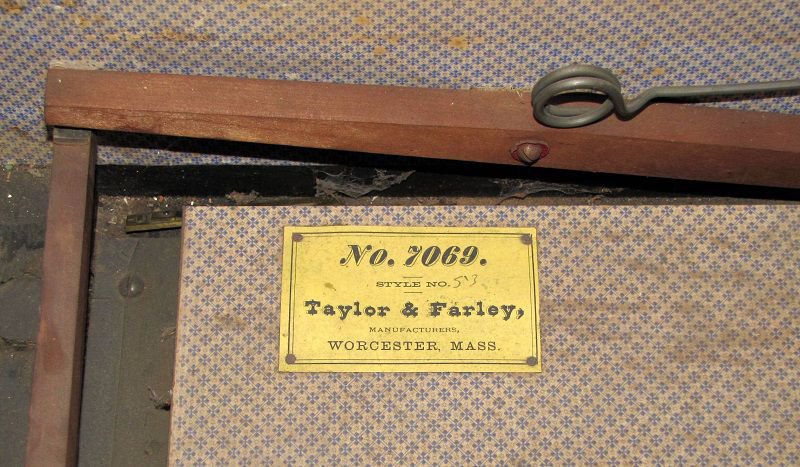 No. 7069.
STYLE NO. 53
Taylor & Farley,
MANUFACTURERS,
WORCESTER, MASS.